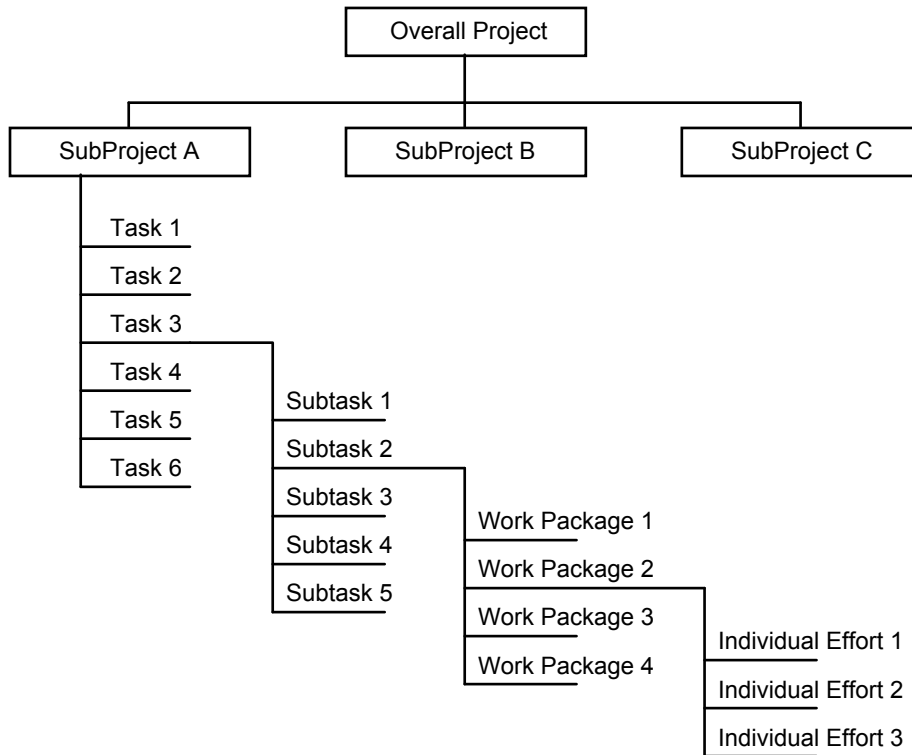 Overall Project
SubProject A
SubProject B
SubProject C
Task 1
Task 2
Task 3
Task 4
Task 5
Task 6
Subtask 1
Subtask 2
Subtask 3
Subtask 4
Subtask 5
Work Package 1
Work Package 2
Work Package 3
Work Package 4
Individual Effort 1
Individual Effort 2
Individual Effort 3